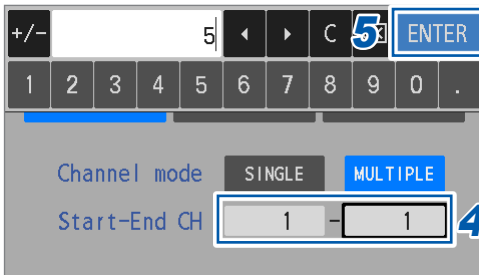 +/- 5 C 5 ENTER
1 2 3 4 5 6 7 8 9 0 .
Channel mode SINGLE MULTIPLE
Start-End CH 1 - 1 4